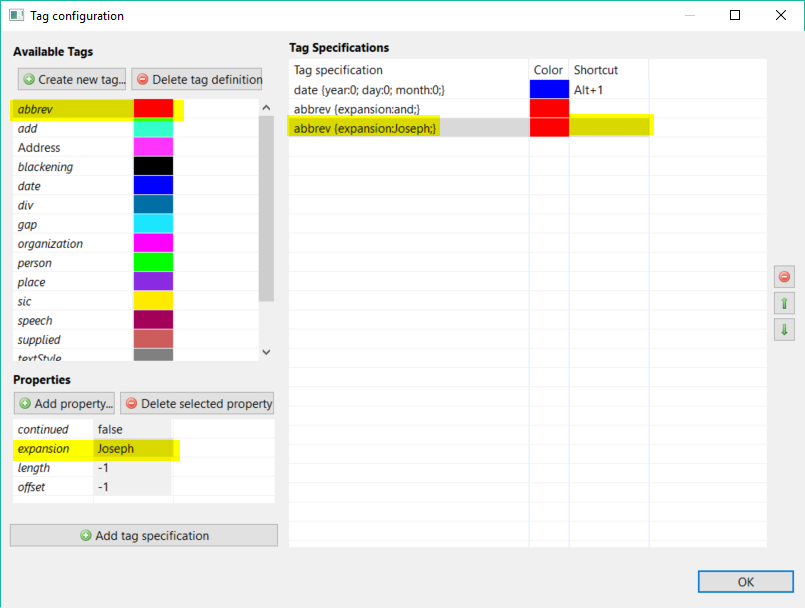 Tag configuration
Available Tags
Create new tag...
Delete tag definition
abbrev
add
Address
blackening
date
div
gap
organization
person
place
sic
speech
supplied
textStyle
Properties
Add property...
Delete selected property
continued false
expansion Joseph
length -1
offset -1
Add tag specification
Tag Specifications
Tag specification Color Shortcut
date {year:0; day:0; month:0;} Alt+1
abbrev {expansion:and;}
abbrev {expansion:Joseph;}
OK